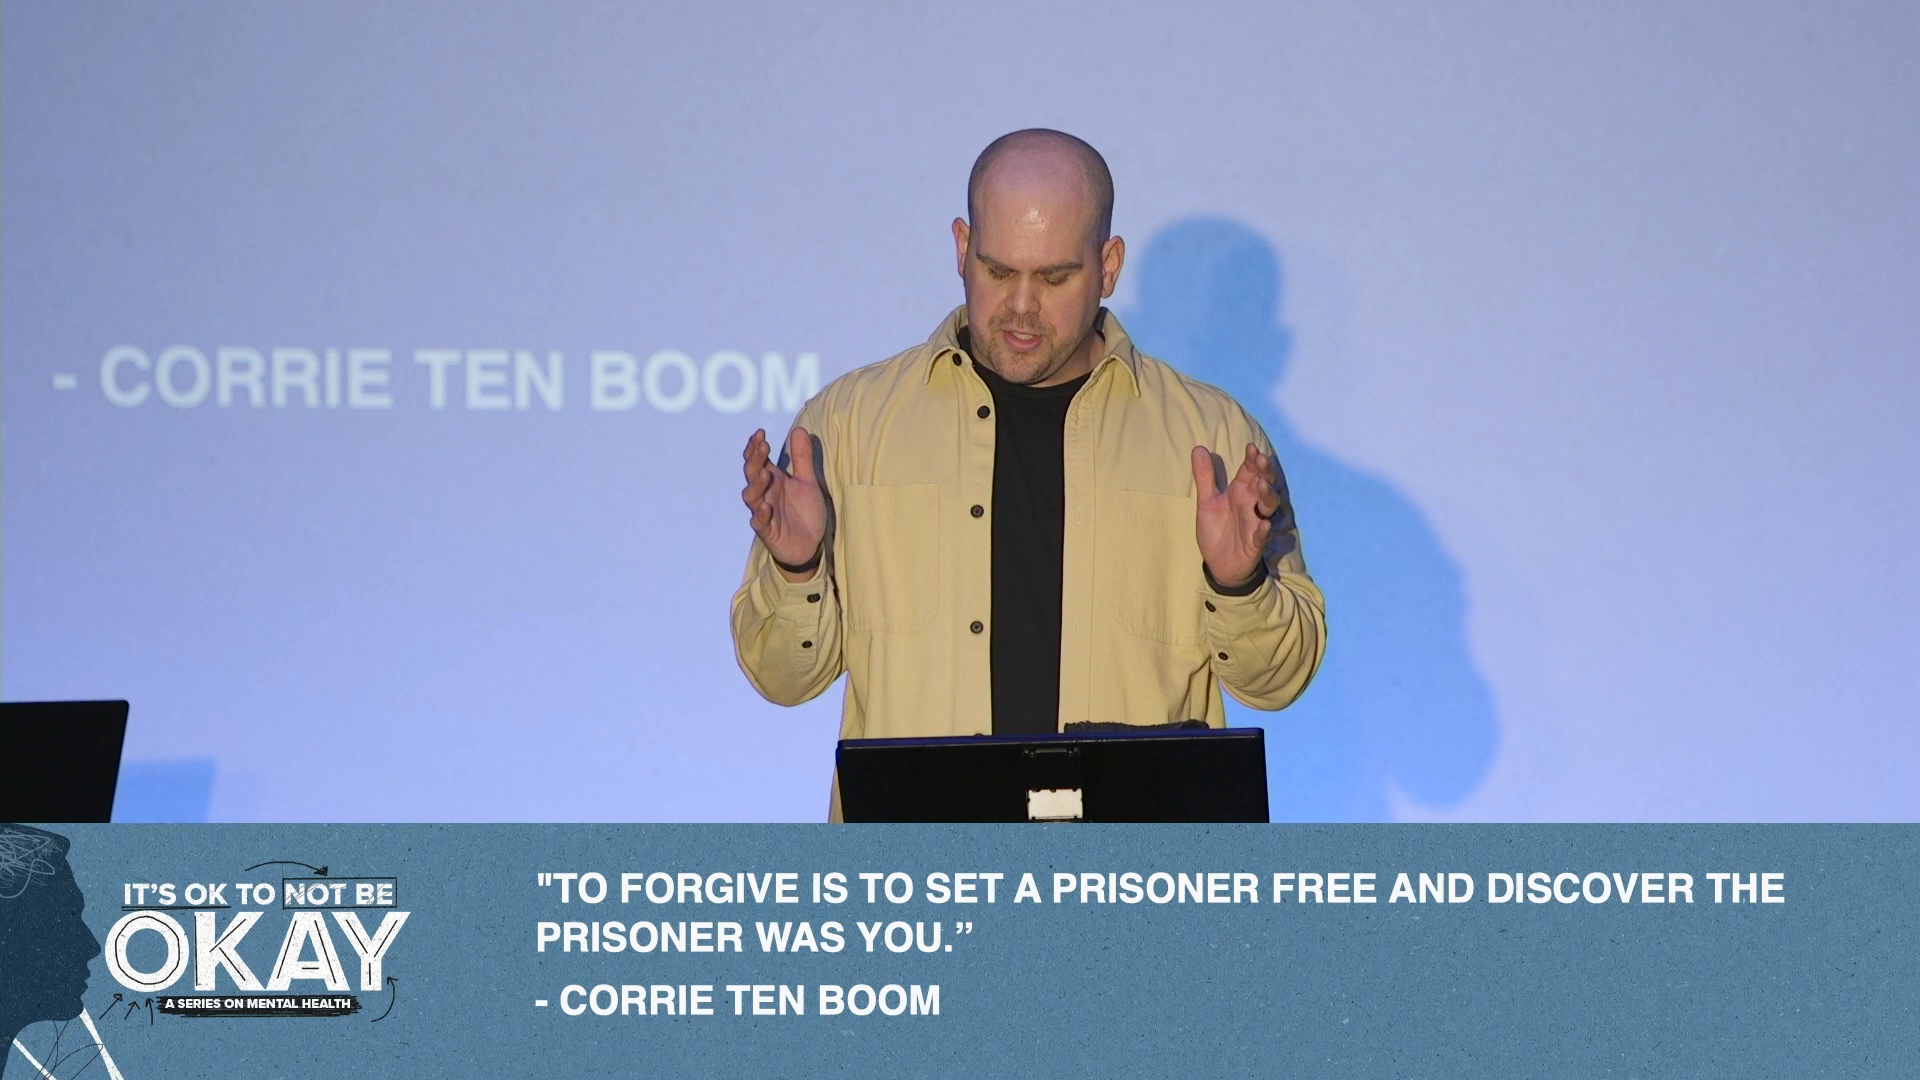 - CORRIE TEN BOOM
IT'S OK TO NOT BE
OKAY
A SERIES ON MENTAL HEALTH
"TO FORGIVE IS TO SET A PRISONER FREE AND DISCOVER THE
PRISONER WAS YOU.”
- CORRIE TEN BOOM